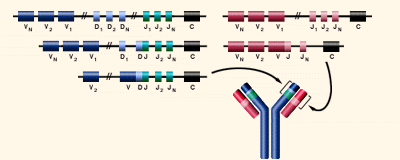 VN V2 V1 D1 D2 DN J1 J2 JN C
VN V2 V1 J1 J2 JN C
VN V2 V1 D1 DJ J2 JN C
VN V2 V J JN C
V2 V DJ J2 JN C